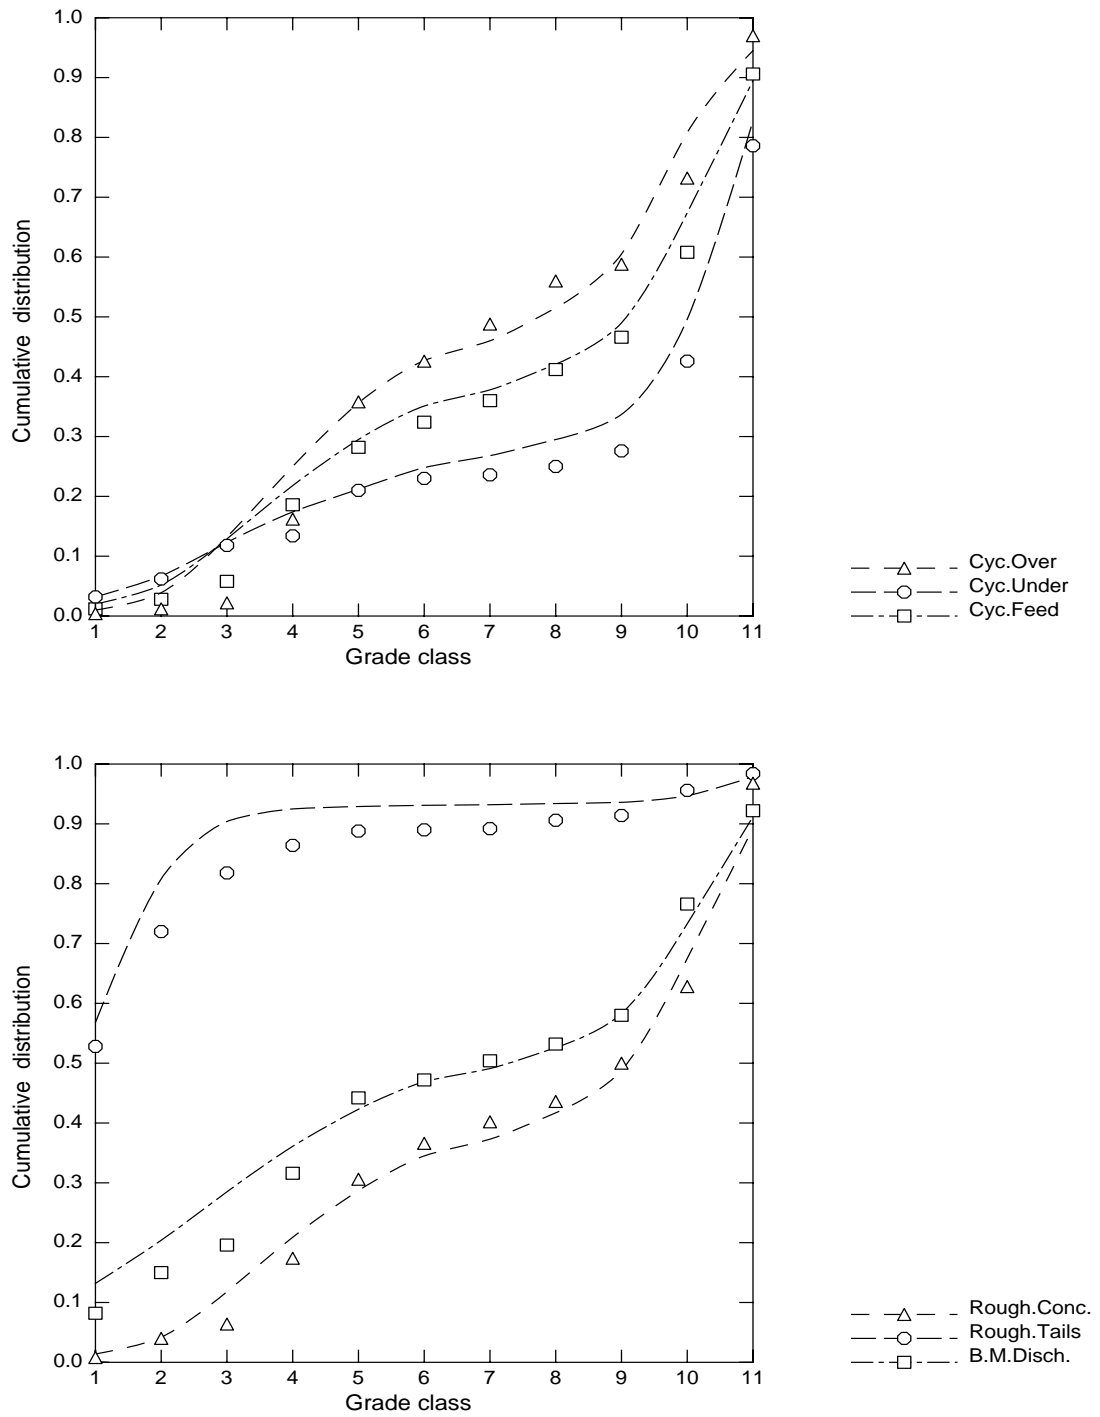 1.0
0.9
0.8
0.7
0.6
0.5
0.4
0.3
0.2
0.1
0.0
Cumulative distribution
1 2 3 4 5 6 7 8 9 10 11
Grade class
Cyc.Over
Cyc.Under
Cyc.Feed
1.0
0.9
0.8
0.7
0.6
0.5
0.4
0.3
0.2
0.1
0.0
Cumulative distribution
1 2 3 4 5 6 7 8 9 10 11
Grade class
Rough.Conc.
Rough.Tails
B.M.Disch.